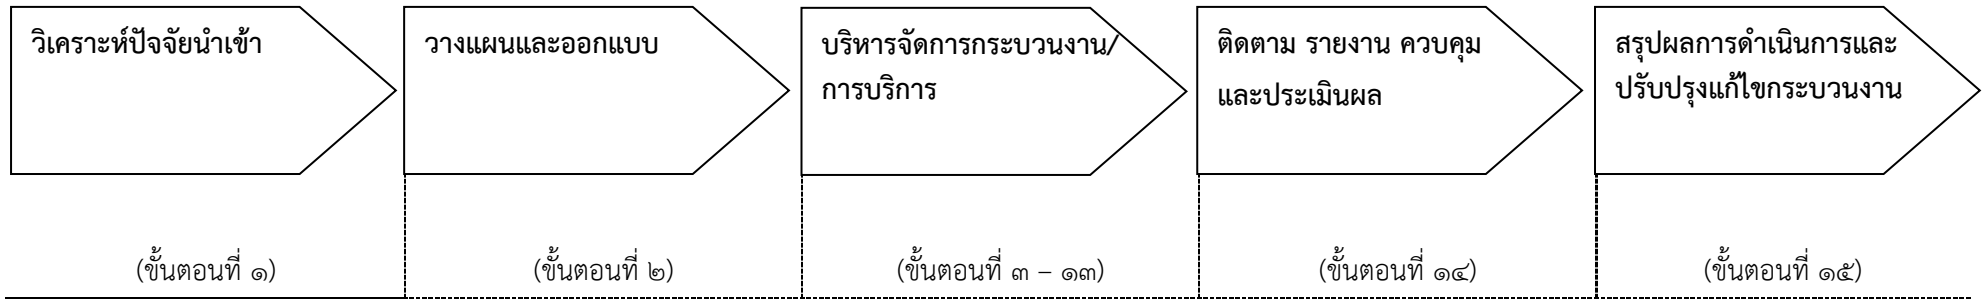 วิเคราะห์ปัจจัยนำเข้า
วางแผนและออกแบบ
บริหารจัดการกระบวนงาน/
การบริการ
ติดตาม รายงาน ควบคุม
และประเมินผล
สรุปผลการดำเนินการและ
ปรับปรุงแก้ไขกระบวนงาน
(ขั้นตอนที่ ๑)
(ขั้นตอนที่ ๒)
(ขั้นตอนที่ ๓ – ๑๓)
(ขั้นตอนที่ ๑๔)
(ขั้นตอนที่ ๑๕)